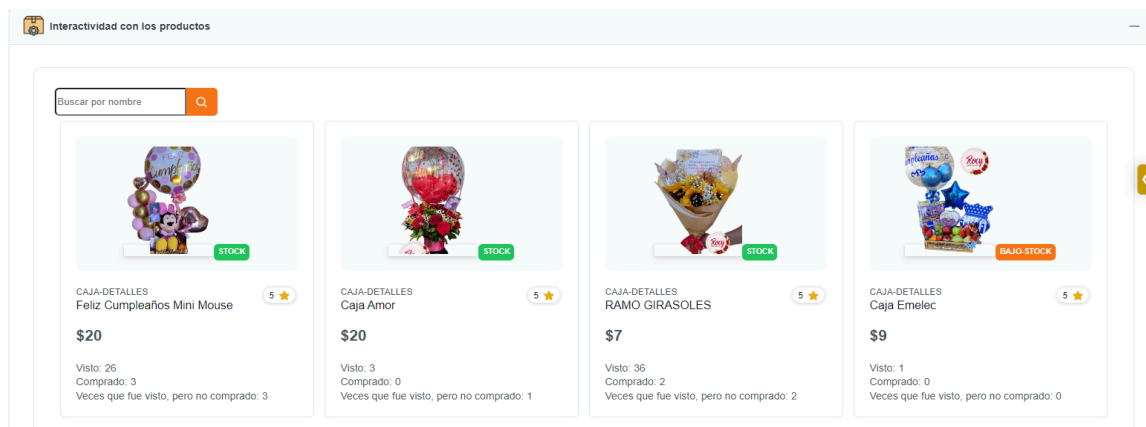 Interactividad con los productos
Buscar por nombre
STOCK
CAJA-DETALLES
Feliz Cumpleaños Mini Mouse
5
$20
Visto: 26
Comprado: 3
Veces que fue visto, pero no comprado: 3
STOCK
CAJA-DETALLES
Caja Amor
5
$20
Visto: 3
Comprado: 0
Veces que fue visto, pero no comprado: 1
Rocy
STOCK
CAJA-DETALLES
RAMO GIRASOLES
5
$7
Visto: 36
Comprado: 2
Veces que fue visto, pero no comprado: 2
Rocy
BAJO-STOCK
CAJA-DETALLES
Caja Emelec
5
$9
Visto: 1
Comprado: 0
Veces que fue visto, pero no comprado: 0